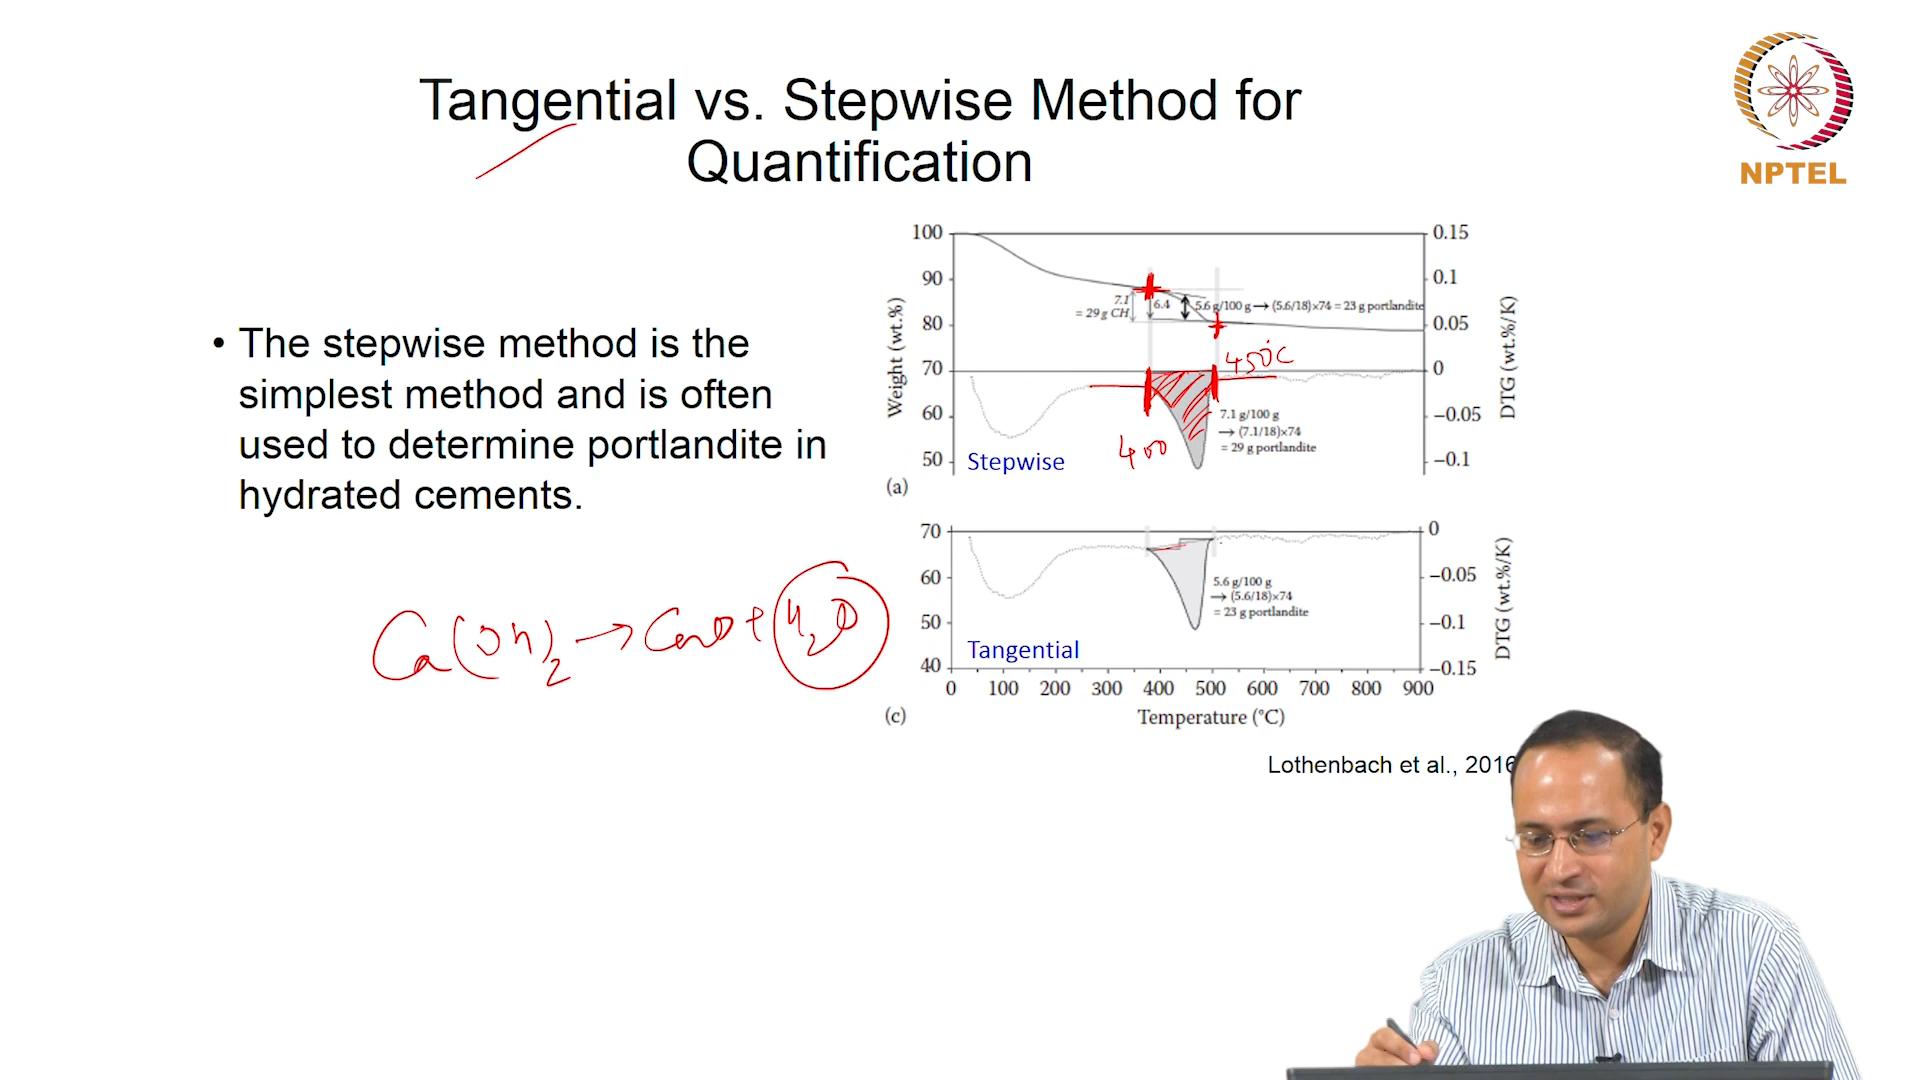 Tangential vs. Stepwise Method for
Quantification
NPTEL
• The stepwise method is the
simplest method and is often
used to determine portlandite in
hydrated cements.
Ca(OH)2 → CaO + H2O
100
90
80
70
60
50
Weight (wt.%)
0.15
0.1
0.05
0
−0.05
−0.1
DTG (wt.%/K)
7.1
= 29 g CH
6.4
5.6 g/100 g → (5.6/18)×74 = 23 g portlandite
450°C
400
7.1 g/100 g
→ (7.1/18)×74
= 29 g portlandite
Stepwise
(a)
70
60
50
40
0
−0.05
−0.1
−0.15
DTG (wt.%/K)
5.6 g/100 g
→ (5.6/18)×74
= 23 g portlandite
Tangential
0 100 200 300 400 500 600 700 800 900
Temperature (°C)
(c)
Lothenbach et al., 2016